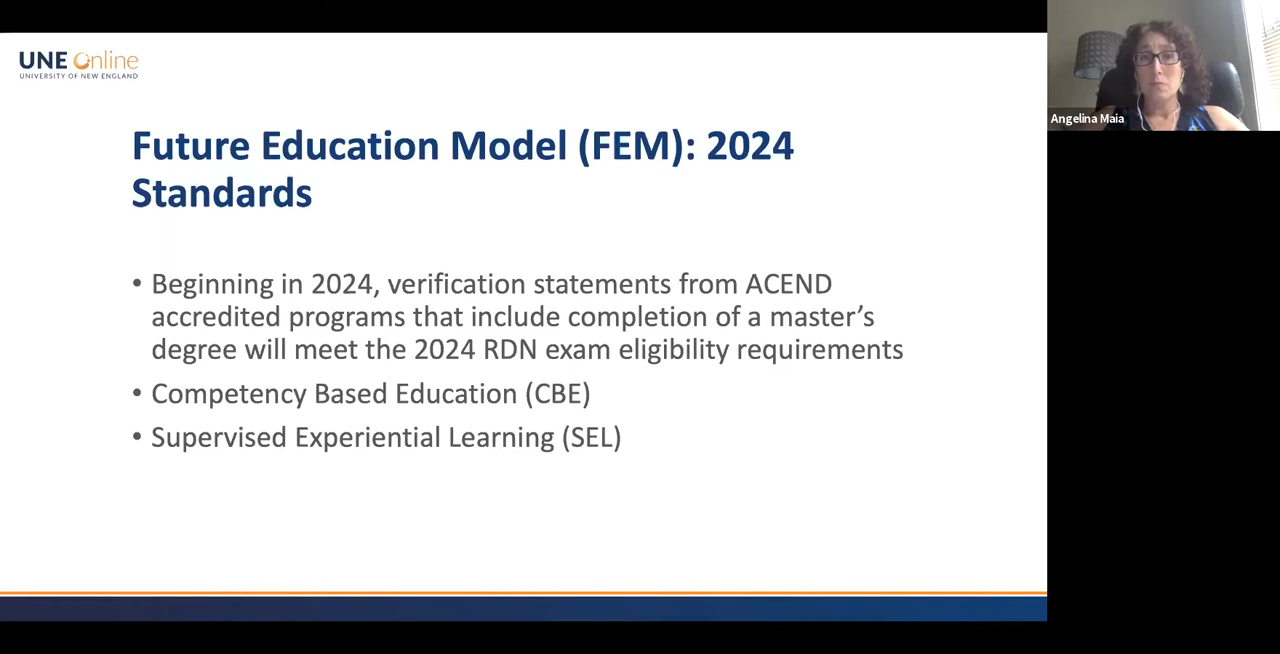 UNE Online
UNIVERSITY OF NEW ENGLAND
Angelina Maia
Future Education Model (FEM): 2024
Standards
• Beginning in 2024, verification statements from ACEND
accredited programs that include completion of a master’s
degree will meet the 2024 RDN exam eligibility requirements
• Competency Based Education (CBE)
• Supervised Experiential Learning (SEL)